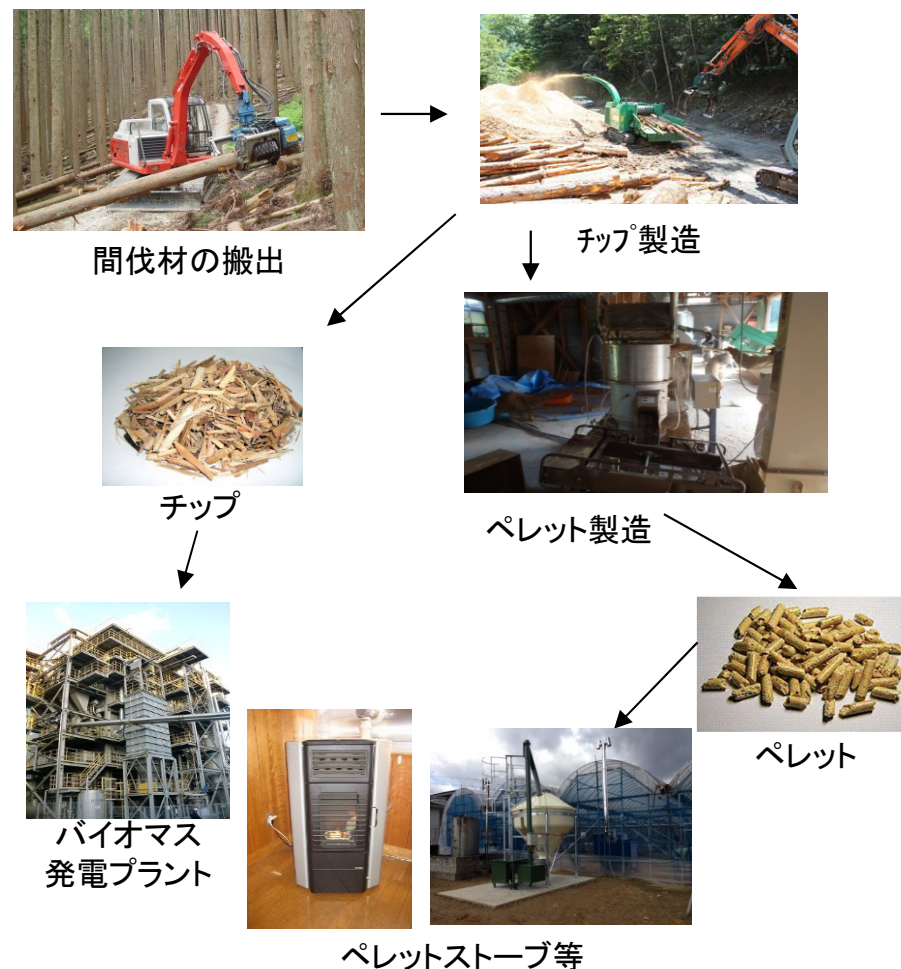 間伐材の搬出
ﾁｯﾌﾟ製造
チップ
ペレット製造
ペレット
バイオマス
発電プラント
ペレットストーブ等